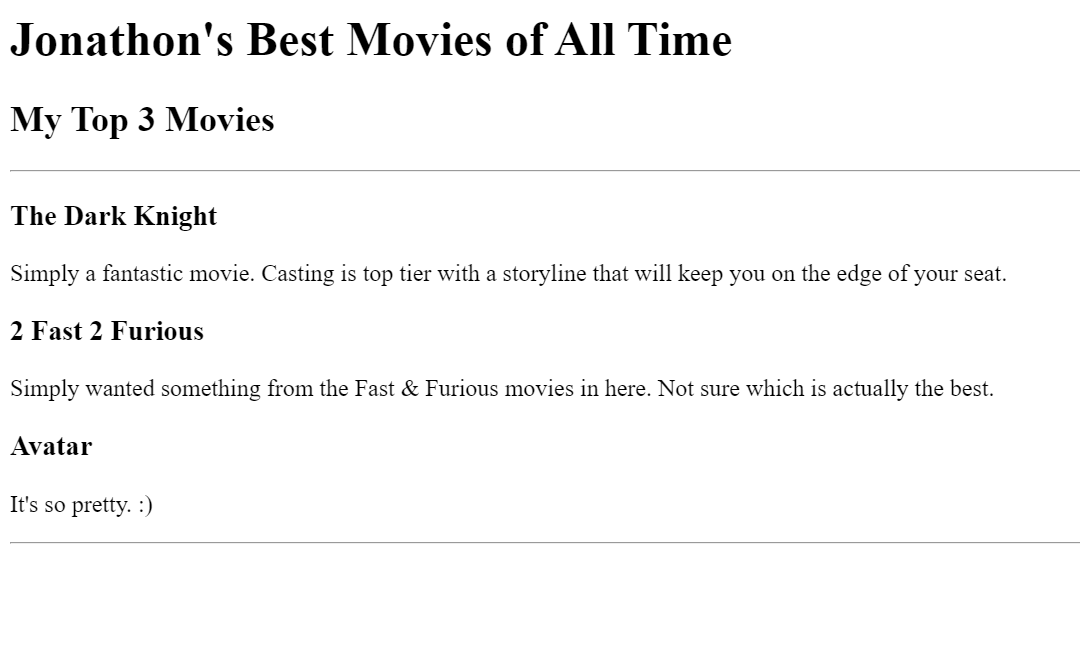 Jonathon's Best Movies of All Time
My Top 3 Movies
The Dark Knight
Simply a fantastic movie. Casting is top tier with a storyline that will keep you on the edge of your seat.
2 Fast 2 Furious
Simply wanted something from the Fast & Furious movies in here. Not sure which is actually the best.
Avatar
It's so pretty. :)